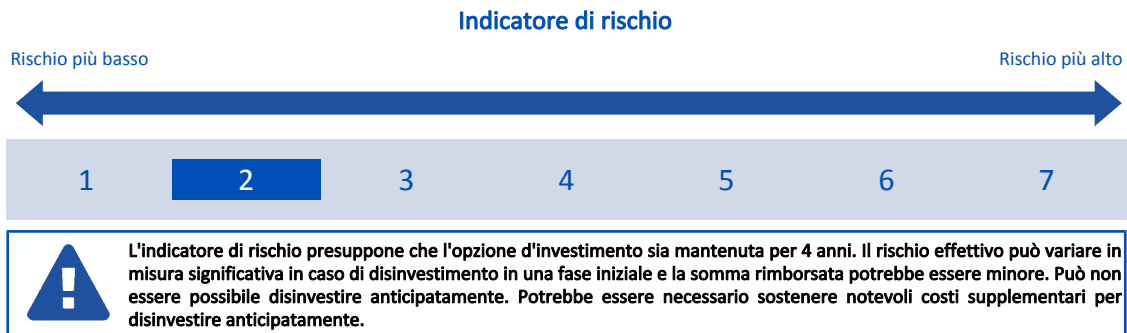 Indicatore di rischio
Rischio più basso
Rischio più alto
1 2 3 4 5 6 7
L'indicatore di rischio presuppone che l'opzione d'investimento sia mantenuta per 4 anni. Il rischio effettivo può variare in
misura significativa in caso di disinvestimento in una fase iniziale e la somma rimborsata potrebbe essere minore. Può non
essere possibile disinvestire anticipatamente. Potrebbe essere necessario sostenere notevoli costi supplementari per
disinvestire anticipatamente.